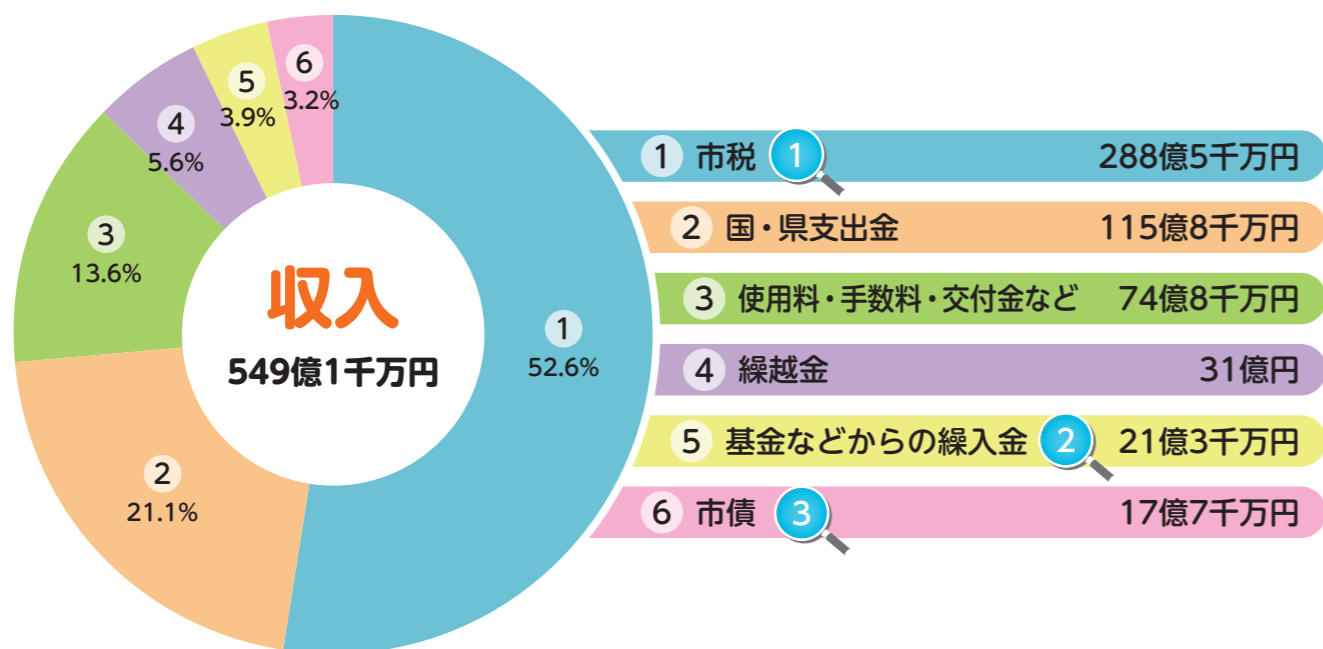 6
3.2%
5
3.9%
4
5.6%
3
13.6%
2
21.1%
1
52.6%
収入
549億1千万円
1 市税 1 288億5千万円
2 国・県支出金 115億8千万円
3 使用料・手数料・交付金など 74億8千万円
4 繰越金 31億円
5 基金などからの繰入金 2 21億3千万円
6 市債 3 17億7千万円